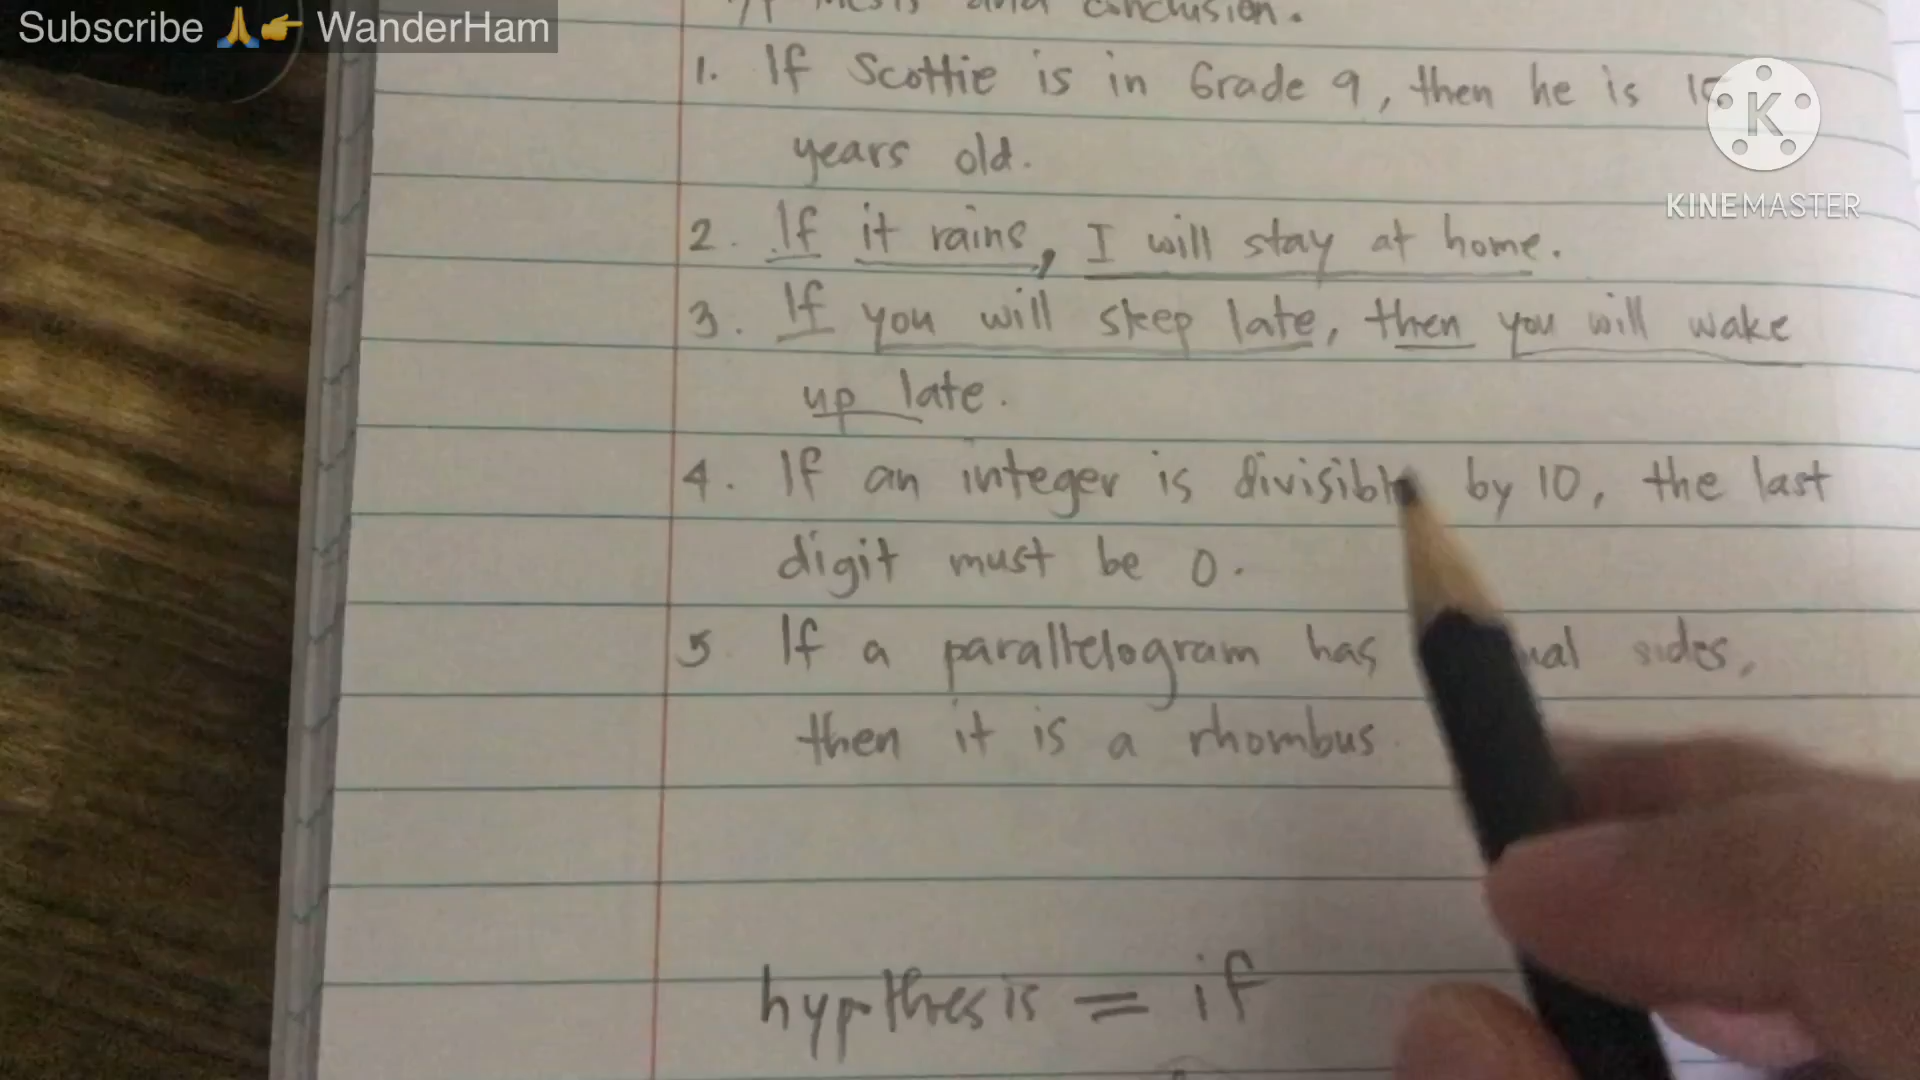 Subscribe 🙏👉 WanderHam
and conclusion.
1. If Scottie is in Grade 9, then he is
years old.
KINEMASTER
2. If it rains, I will stay at home.
3. If you will sleep late, then you will wake
up late.
4. If an integer is divisible by 10, the last
digit must be 0.
5 If a parallelogram has sides,
then it is a rhombus.
hypothesis = if